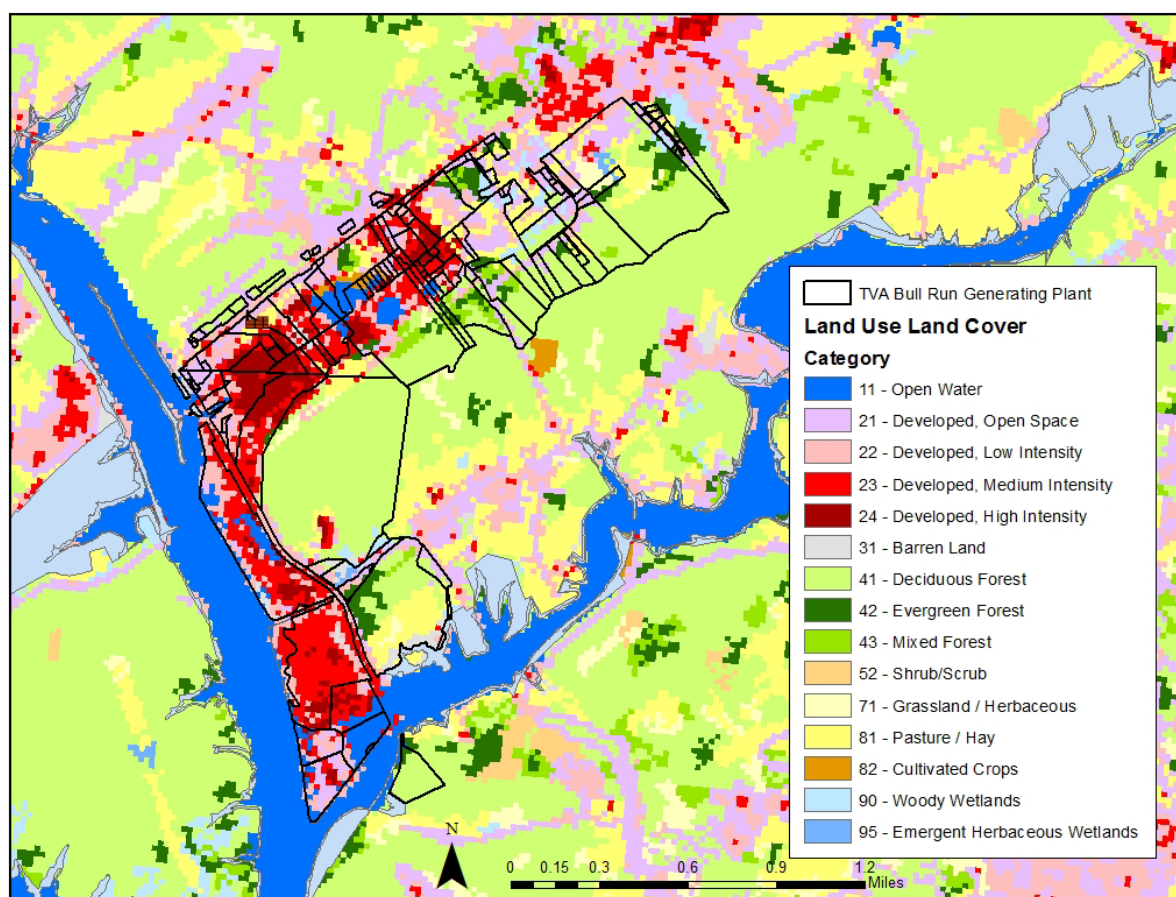 TVA Bull Run Generating Plant
Land Use Land Cover
Category
11 - Open Water
21 - Developed, Open Space
22 - Developed, Low Intensity
23 - Developed, Medium Intensity
24 - Developed, High Intensity
31 - Barren Land
41 - Deciduous Forest
42 - Evergreen Forest
43 - Mixed Forest
52 - Shrub/Scrub
71 - Grassland / Herbaceous
81 - Pasture / Hay
82 - Cultivated Crops
90 - Woody Wetlands
95 - Emergent Herbaceous Wetlands
N
0 0.15 0.3 0.6 0.9 1.2
Miles